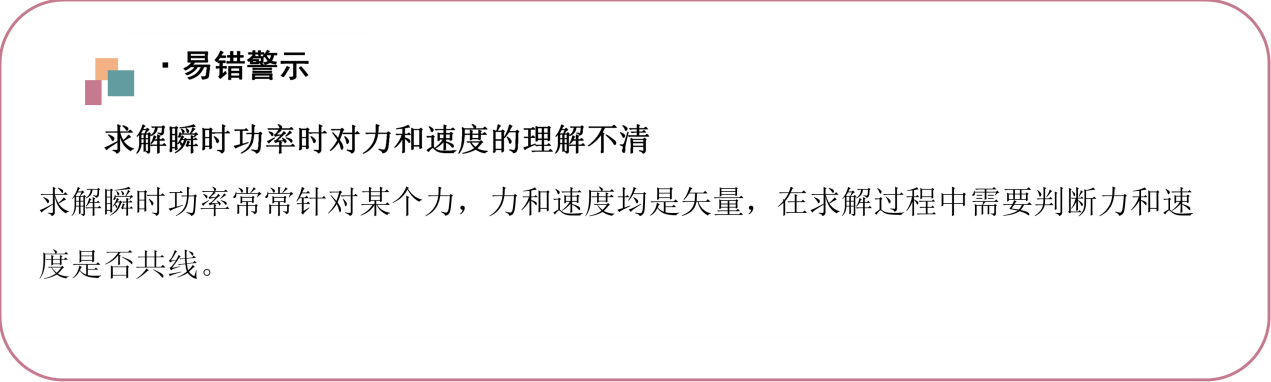 ·易错警示
求解瞬时功率时对力和速度的理解不清
求解瞬时功率常常针对某个力，力和速度均是矢量，在求解过程中需要判断力和速
度是否共线。